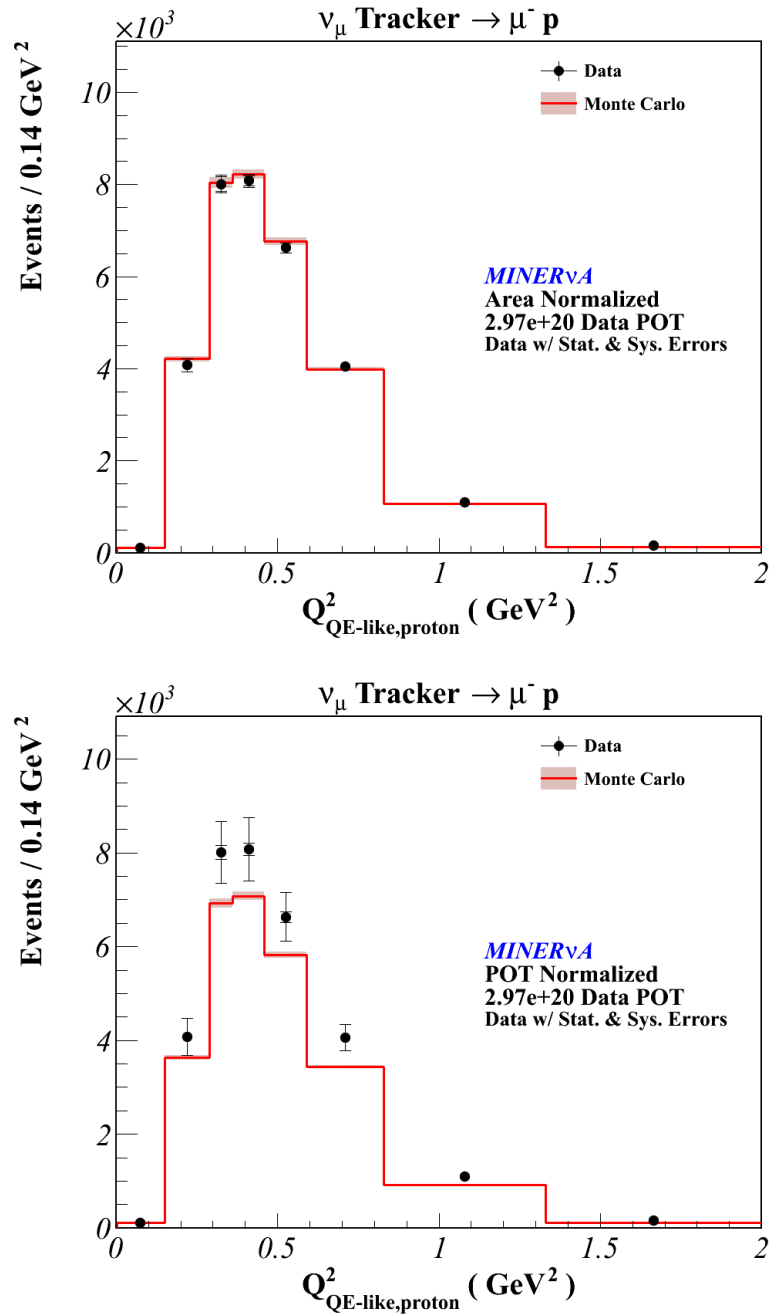 ν_μ Tracker → μ⁻ p
×10³
Events / 0.14 GeV²
10
8
6
4
2
0
Data
Monte Carlo
MINERνA
Area Normalized
2.97e+20 Data POT
Data w/ Stat. & Sys. Errors
0 0.5 1 1.5 2
Q²_QE-like,proton ( GeV² )
ν_μ Tracker → μ⁻ p
×10³
Events / 0.14 GeV²
10
8
6
4
2
0
Data
Monte Carlo
MINERνA
POT Normalized
2.97e+20 Data POT
Data w/ Stat. & Sys. Errors
0 0.5 1 1.5 2
Q²_QE-like,proton ( GeV² )